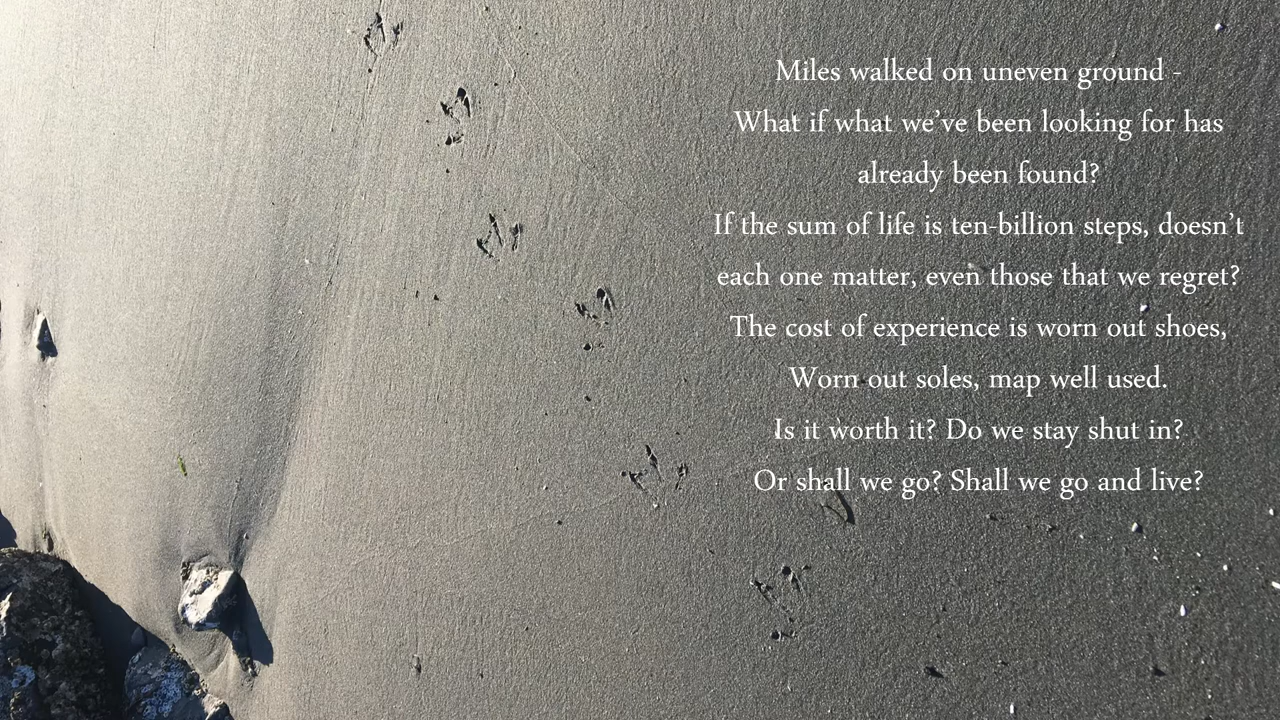 Miles walked on uneven ground -
What if what we've been looking for has
already been found?
If the sum of life is ten-billion steps, doesn't
each one matter, even those that we regret?
The cost of experience is worn out shoes,
Worn out soles, map well used.
Is it worth it? Do we stay shut in?
Or shall we go? Shall we go and live?